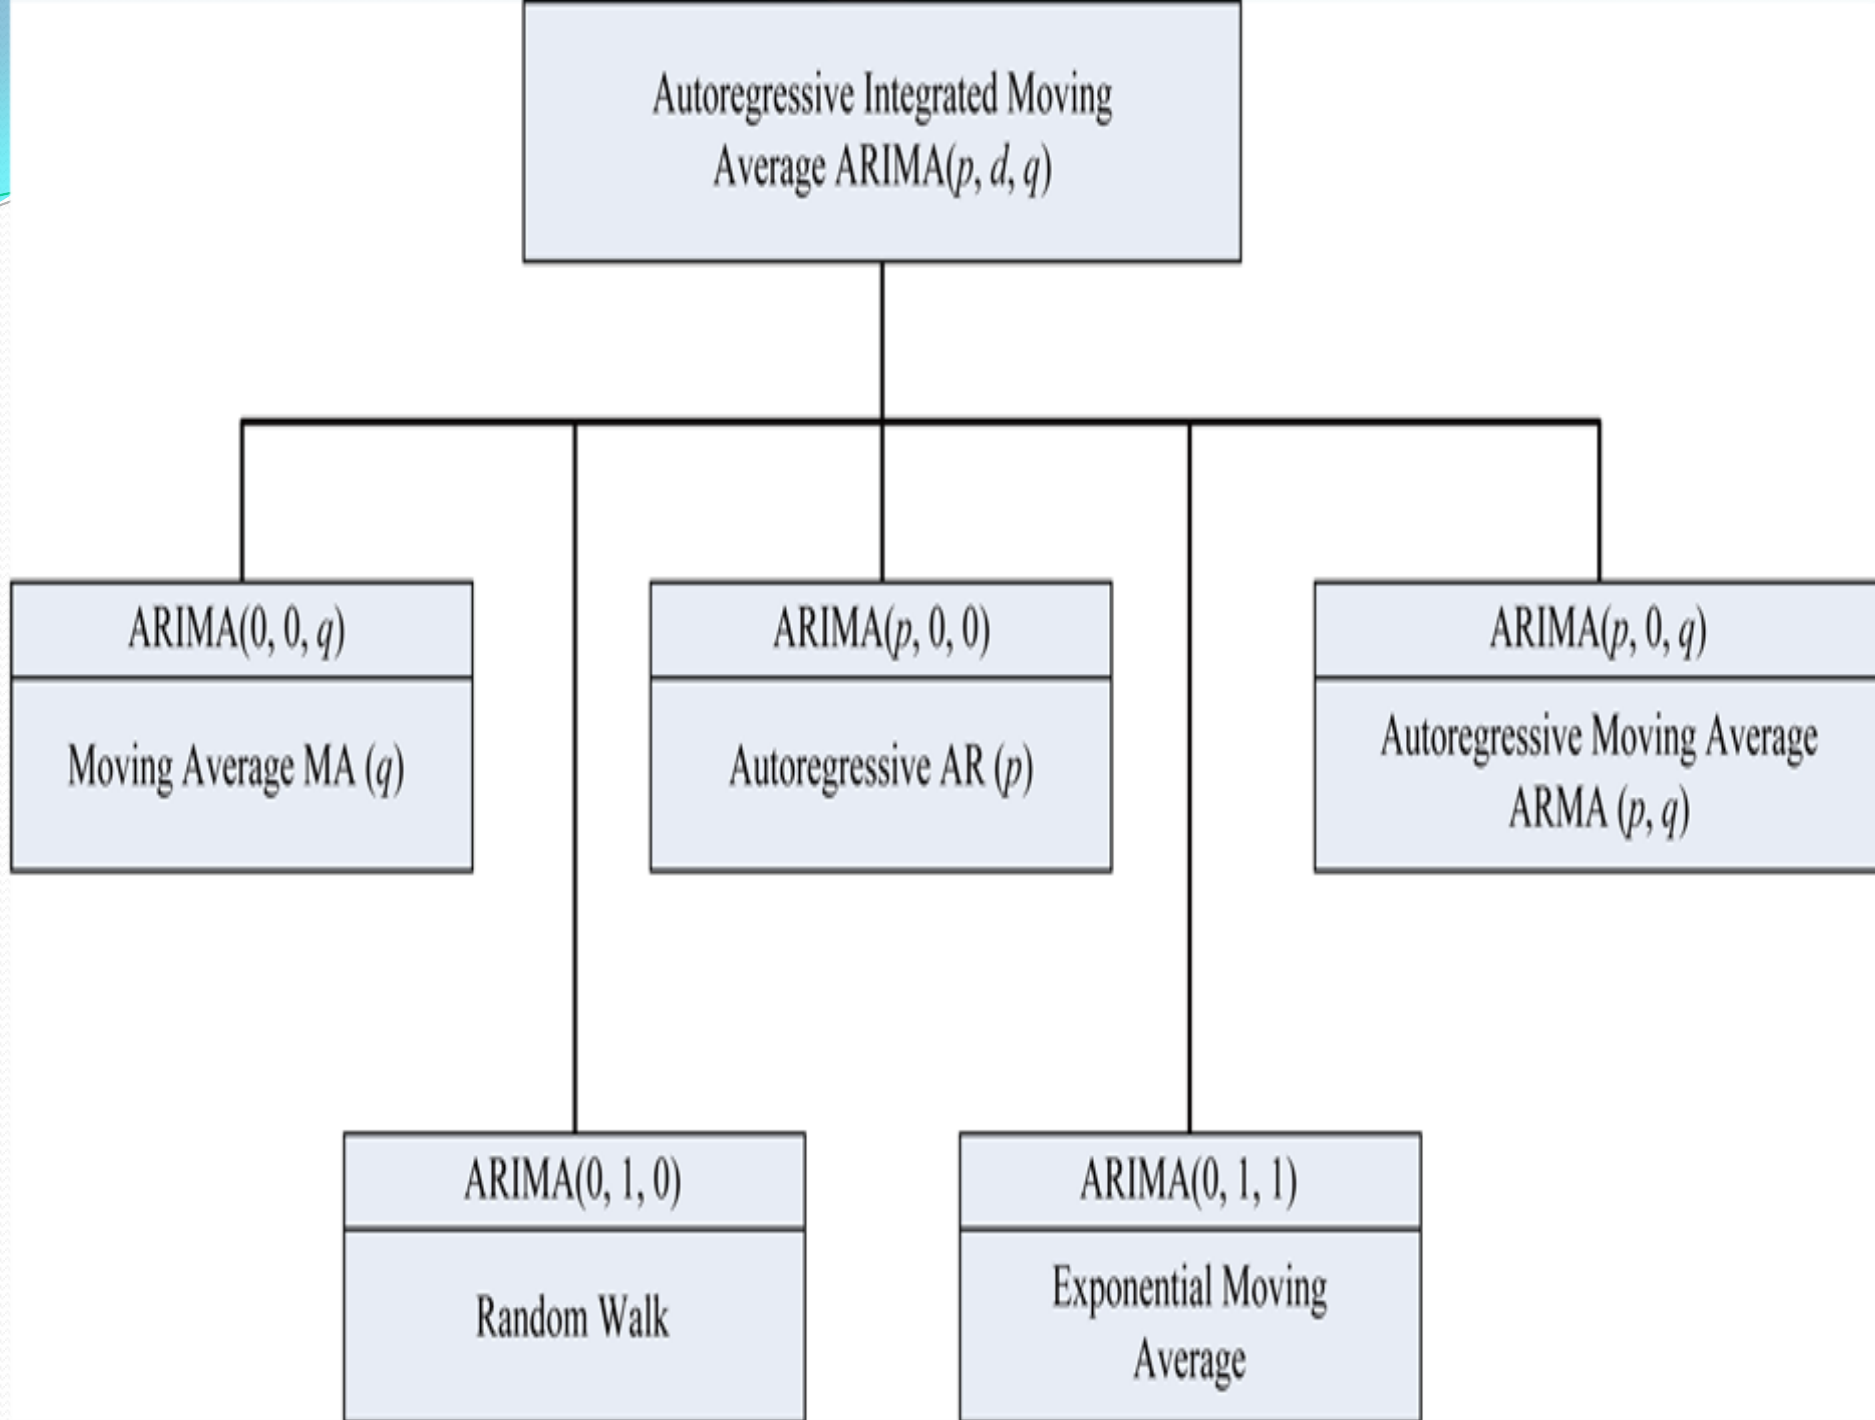 Autoregressive Integrated Moving
Average ARIMA(p, d, q)
ARIMA(0, 0, q)
Moving Average MA (q)
ARIMA(p, 0, 0)
Autoregressive AR (p)
ARIMA(p, 0, q)
Autoregressive Moving Average
ARMA (p, q)
ARIMA(0, 1, 0)
Random Walk
ARIMA(0, 1, 1)
Exponential Moving
Average